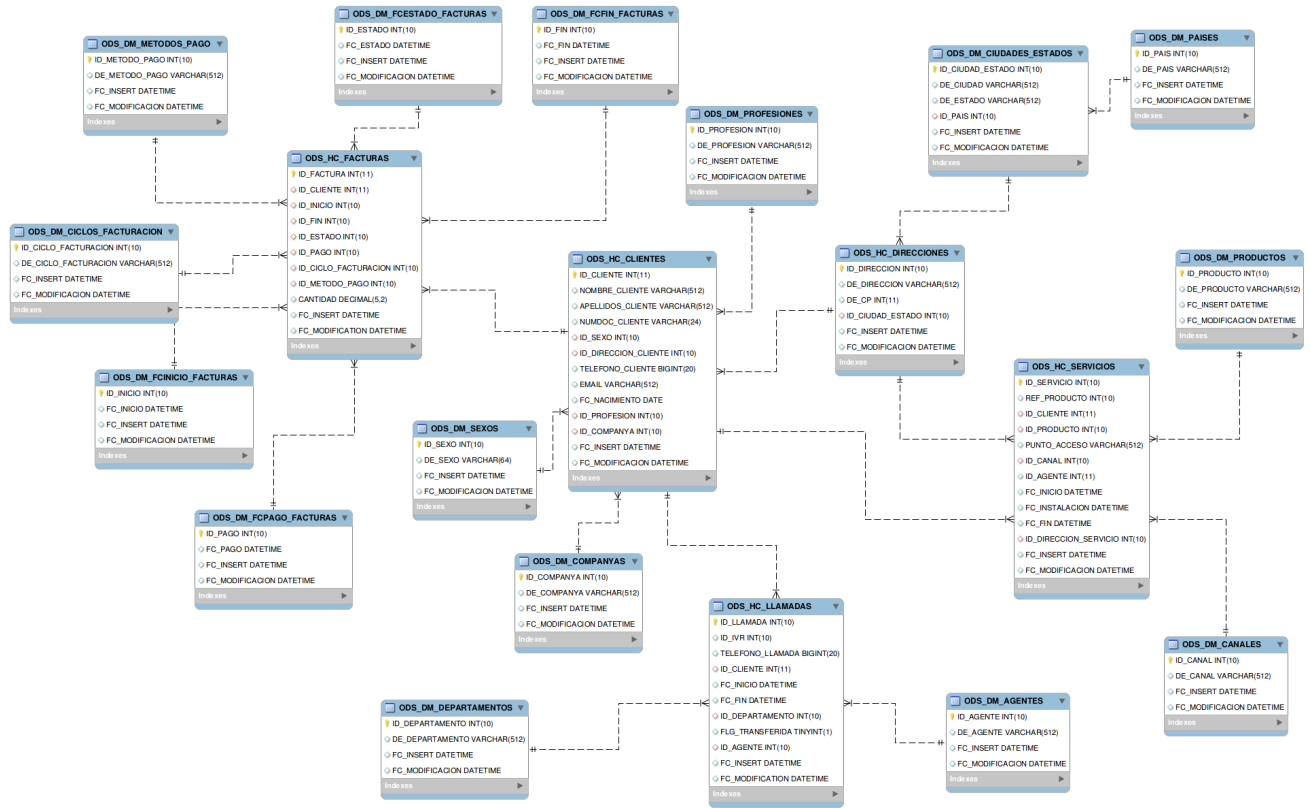 ODS_DM_FCESTADO_FACTURAS
ID_ESTADO INT(10)
FC_ESTADO DATETIME
FC_INSERT DATETIME
FC_MODIFICACION DATETIME
Indexes
ODS_DM_FCFIN_FACTURAS
ID_FIN INT(10)
FC_FIN DATETIME
FC_INSERT DATETIME
FC_MODIFICACION DATETIME
Indexes
ODS_DM_METODOS_PAGO
ID_METODO_PAGO INT(10)
DE_METODO_PAGO VARCHAR(512)
FC_INSERT DATETIME
FC_MODIFICACION DATETIME
Indexes
ODS_DM_CIUDADES_ESTADOS
ID_CIUDAD_ESTADO INT(10)
DE_CIUDAD VARCHAR(512)
DE_ESTADO VARCHAR(512)
ID_PAIS INT(10)
FC_INSERT DATETIME
FC_MODIFICACION DATETIME
Indexes
ODS_DM_PAISES
ID_PAIS INT(10)
DE_PAIS VARCHAR(512)
FC_INSERT DATETIME
FC_MODIFICACION DATETIME
Indexes
ODS_DM_PROFESIONES
ID_PROFESION INT(10)
DE_PROFESION VARCHAR(512)
FC_INSERT DATETIME
FC_MODIFICACION DATETIME
Indexes
ODS_HC_FACTURAS
ID_FACTURA INT(11)
ID_CLIENTE INT(11)
ID_INICIO INT(10)
ID_FIN INT(10)
ID_ESTADO INT(10)
ID_PAGO INT(10)
ID_CICLO_FACTURACION INT(10)
ID_METODO_PAGO INT(10)
CANTIDAD DECIMAL(5,2)
FC_INSERT DATETIME
FC_MODIFICATION DATETIME
Indexes
ODS_DM_CICLOS_FACTURACION
ID_CICLO_FACTURACION INT(10)
DE_CICLO_FACTURACION VARCHAR(512)
FC_INSERT DATETIME
FC_MODIFICACION DATETIME
Indexes
ODS_HC_CLIENTES
ID_CLIENTE INT(11)
NOMBRE_CLIENTE VARCHAR(512)
APELLIDOS_CLIENTE VARCHAR(512)
NUMDOC_CLIENTE VARCHAR(24)
ID_SEXO INT(10)
ID_DIRECCION_CLIENTE INT(10)
TELEFONO_CLIENTE BIGINT(20)
EMAIL VARCHAR(512)
FC_NACIMIENTO DATE
ID_PROFESION INT(10)
ID_COMPANYA INT(10)
FC_INSERT DATETIME
FC_MODIFICACION DATETIME
Indexes
ODS_HC_DIRECCIONES
ID_DIRECCION INT(10)
DE_DIRECCION VARCHAR(512)
DE_CP INT(11)
ID_CIUDAD_ESTADO INT(10)
FC_INSERT DATETIME
FC_MODIFICACION DATETIME
Indexes
ODS_DM_PRODUCTOS
ID_PRODUCTO INT(10)
DE_PRODUCTO VARCHAR(512)
FC_INSERT DATETIME
FC_MODIFICACION DATETIME
Indexes
ODS_HC_SERVICIOS
ID_SERVICIO INT(10)
REF_PRODUCTO INT(10)
ID_CLIENTE INT(11)
ID_PRODUCTO INT(10)
PUNTO_ACCESO VARCHAR(512)
ID_CANAL INT(10)
ID_AGENTE INT(11)
FC_INICIO DATETIME
FC_INSTALACION DATETIME
FC_FIN DATETIME
ID_DIRECCION_SERVICIO INT(10)
FC_INSERT DATETIME
FC_MODIFICACION DATETIME
Indexes
ODS_DM_FCINICIO_FACTURAS
ID_INICIO INT(10)
FC_INICIO DATETIME
FC_INSERT DATETIME
FC_MODIFICACION DATETIME
Indexes
ODS_DM_SEXOS
ID_SEXO INT(10)
DE_SEXO VARCHAR(64)
FC_INSERT DATETIME
FC_MODIFICACION DATETIME
Indexes
ODS_DM_FCPAGO_FACTURAS
ID_PAGO INT(10)
FC_PAGO DATETIME
FC_INSERT DATETIME
FC_MODIFICACION DATETIME
Indexes
ODS_DM_COMPANYAS
ID_COMPANYA INT(10)
DE_COMPANYA VARCHAR(512)
FC_INSERT DATETIME
FC_MODIFICACION DATETIME
Indexes
ODS_HC_LLAMADAS
ID_LLAMADA INT(10)
ID_IVR INT(10)
TELEFONO_LLAMADA BIGINT(20)
ID_CLIENTE INT(11)
FC_INICIO DATETIME
FC_FIN DATETIME
ID_DEPARTAMENTO INT(10)
FLG_TRANSFERIDA TINYINT(1)
ID_AGENTE INT(10)
FC_INSERT DATETIME
FC_MODIFICATION DATETIME
Indexes
ODS_DM_CANALES
ID_CANAL INT(10)
DE_CANAL VARCHAR(512)
FC_INSERT DATETIME
FC_MODIFICACION DATETIME
Indexes
ODS_DM_DEPARTAMENTOS
ID_DEPARTAMENTO INT(10)
DE_DEPARTAMENTO VARCHAR(512)
FC_INSERT DATETIME
FC_MODIFICACION DATETIME
Indexes
ODS_DM_AGENTES
ID_AGENTE INT(10)
DE_AGENTE VARCHAR(512)
FC_INSERT DATETIME
FC_MODIFICACION DATETIME
Indexes